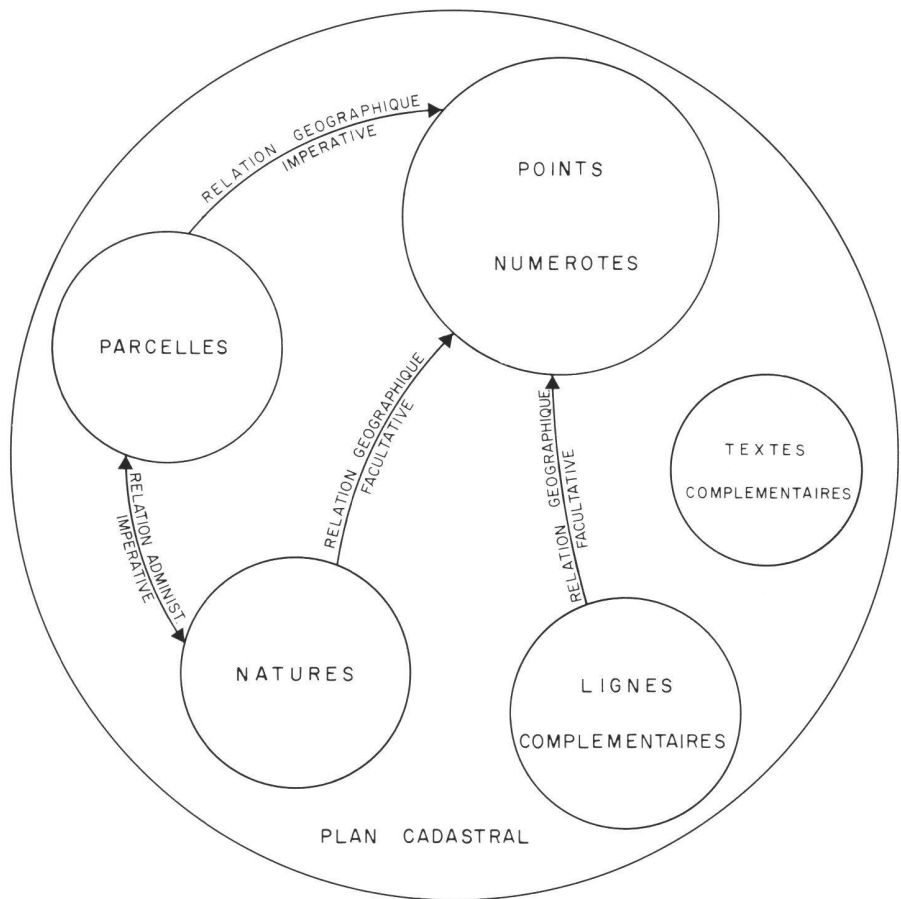 RELATION GEOGRAPHIQUE
IMPERATIVE
POINTS
NUMEROTES
PARCELLES
RELATION GEOGRAPHIQUE
FACULTATIVE
RELATION GEOGRAPHIQUE
FACULTATIVE
TEXTES
COMPLEMENTAIRES
RELATION ADMINIST.
IMPERATIVE
NATURES
LIGNES
COMPLEMENTAIRES
PLAN CADASTRAL